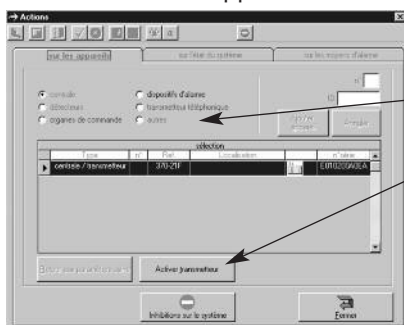 Actions
a
sur les appareils
sur l'état du système
sur les moyens d'alarme
n°
centrale
dispositifs d'alarme
détecteurs
transmetteur téléphonique
organes de commande
autres
Annuler
sélection
Type n° Réf. Localisation n° série
centrale / transmetteur 370-21F
Activer transmetteur
Inhibitions sur le système
Fermer